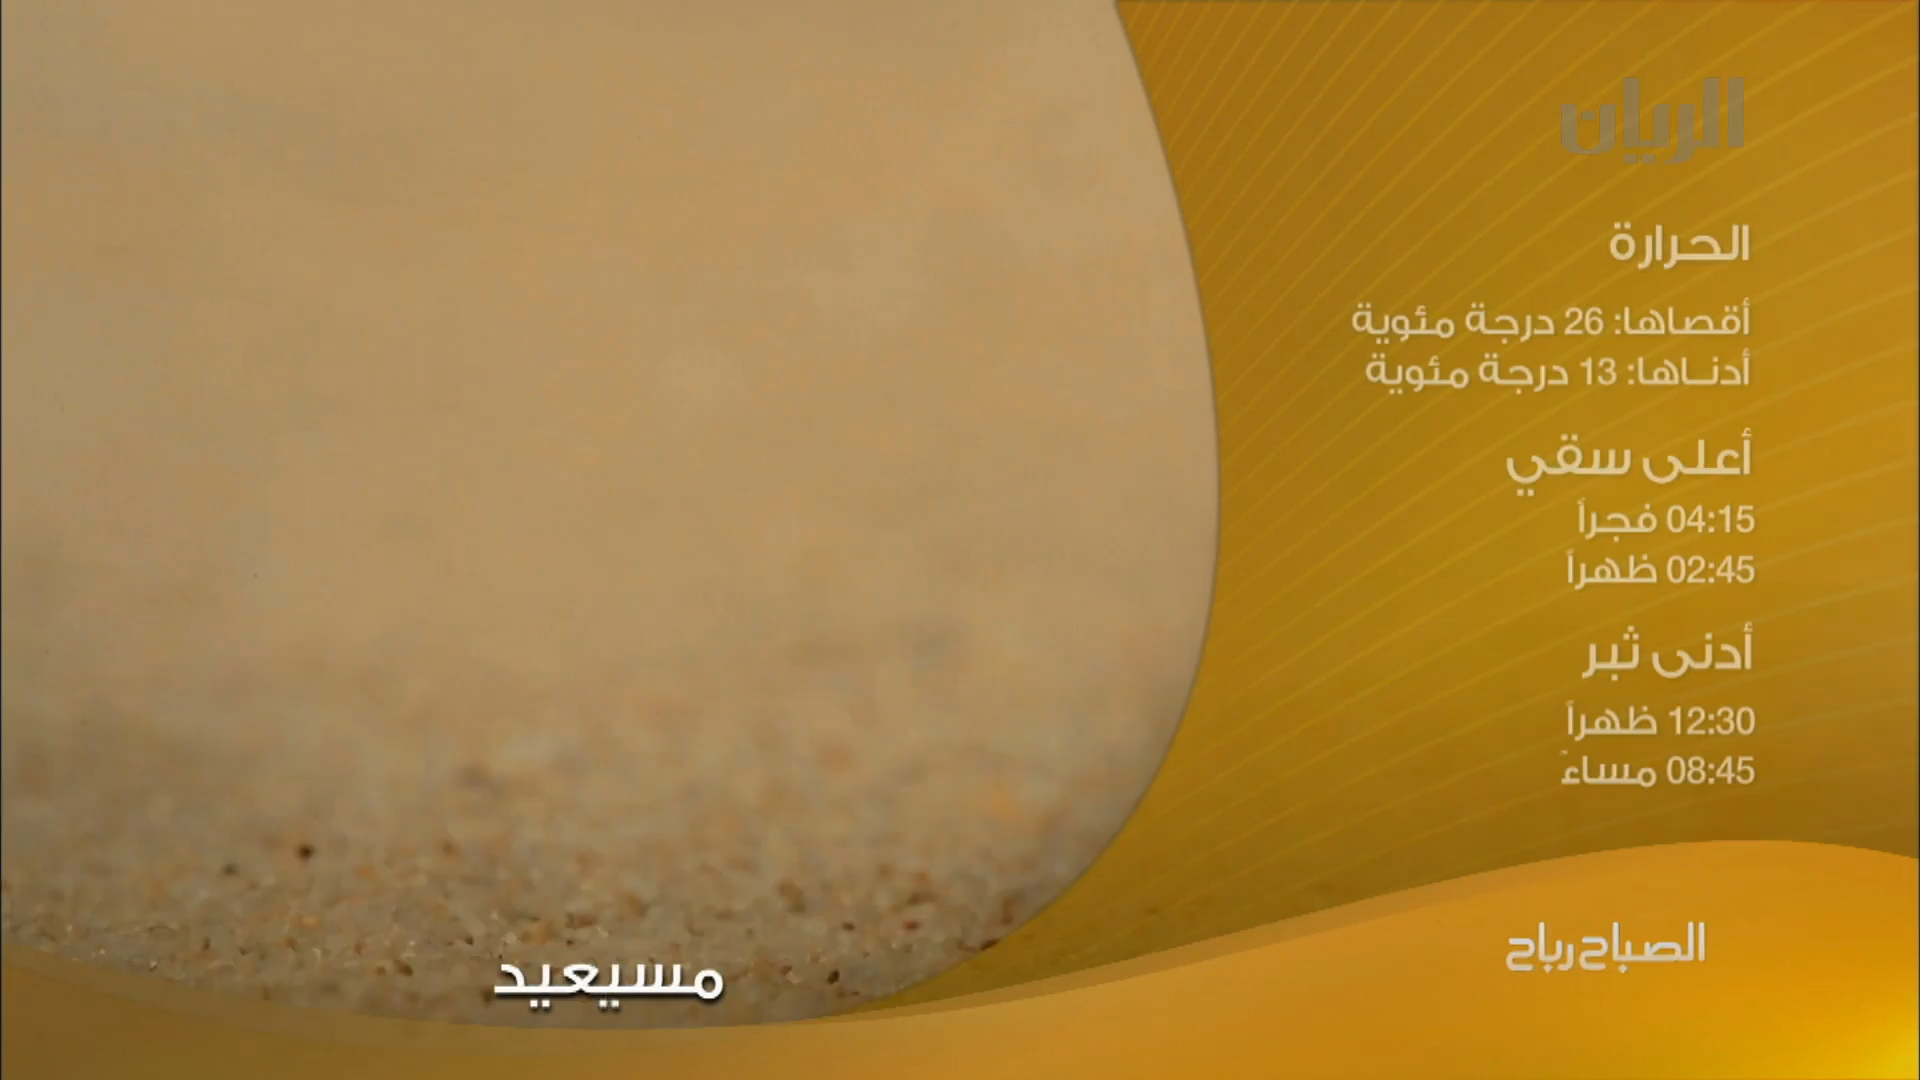 الريان
الحرارة
أقصاها: 26 درجة مئوية
أدناها: 13 درجة مئوية
أعلى سقي
04:15 فجراً
02:45 ظهراً
أدنى ثبر
12:30 ظهراً
08:45 مساءً
الصباح رباح
مسيعيد